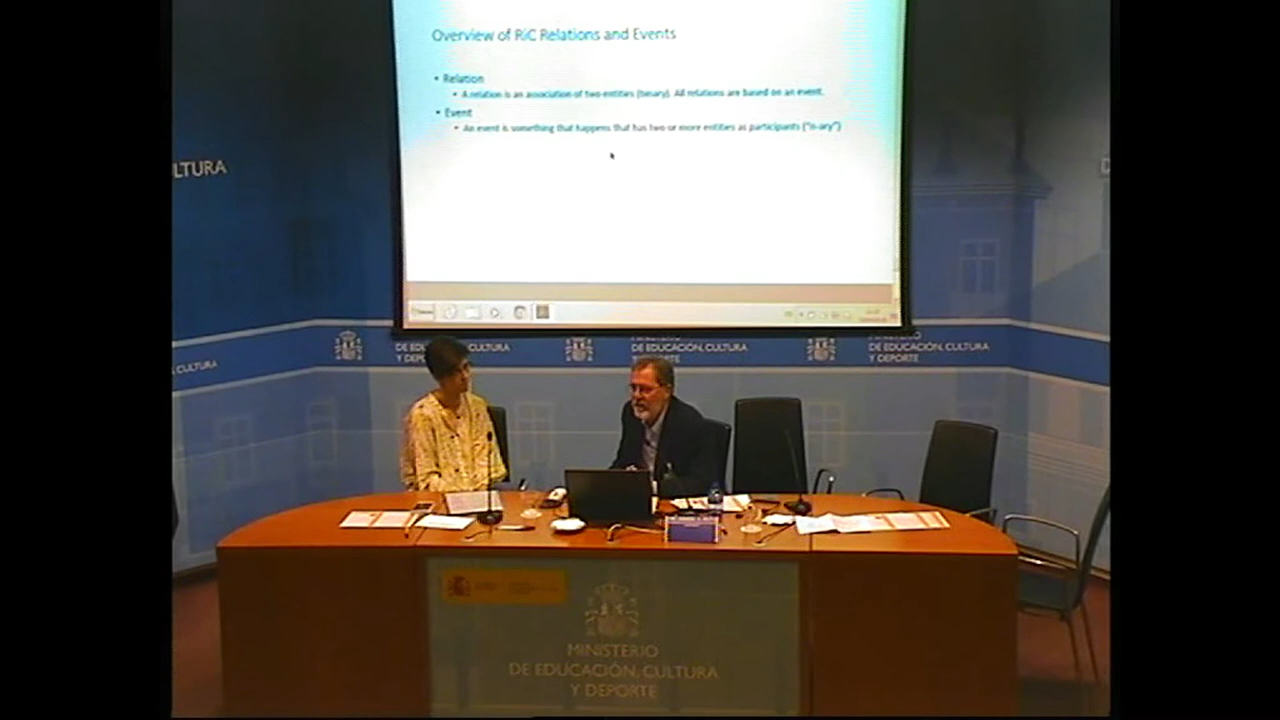 Overview of RiC Relations and Events
• Relation
• A relation is an association of two entities (binary). All relations are based on an event.
• Event
• An event is something that happens that has two or more entities as participants ("n-ary")
LTURA
CULTURA
DE EDUCACIÓN, CULTURA
Y DEPORTE
MINISTERIO
DE EDUCACIÓN, CULTURA
Y DEPORTE
DE EDUCACIÓN, CULTURA
Y DEPORTE
MINISTERIO
DE EDUCACIÓN, CULTURA
Y DEPORTE